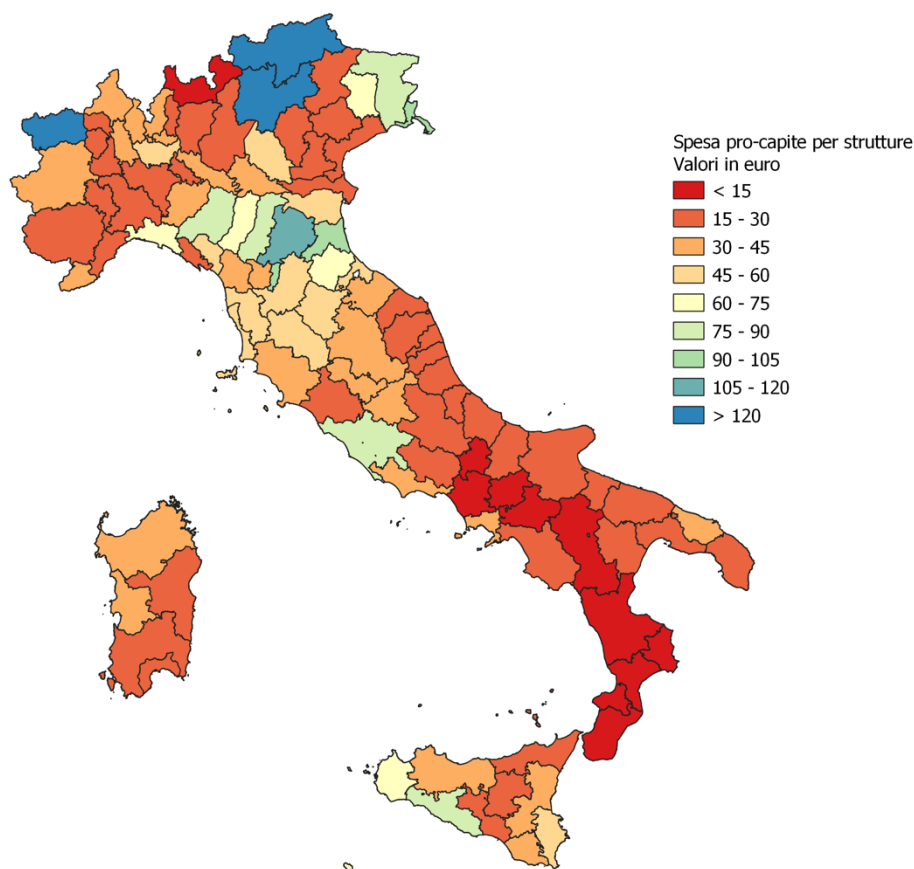 Spesa pro-capite per strutture
Valori in euro
< 15
15 - 30
30 - 45
45 - 60
60 - 75
75 - 90
90 - 105
105 - 120
> 120